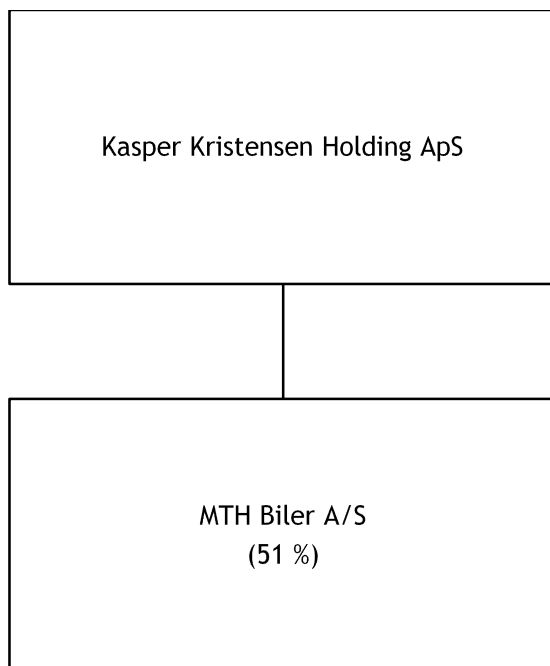 Kasper Kristensen Holding ApS
MTH Biler A/S
(51 %)